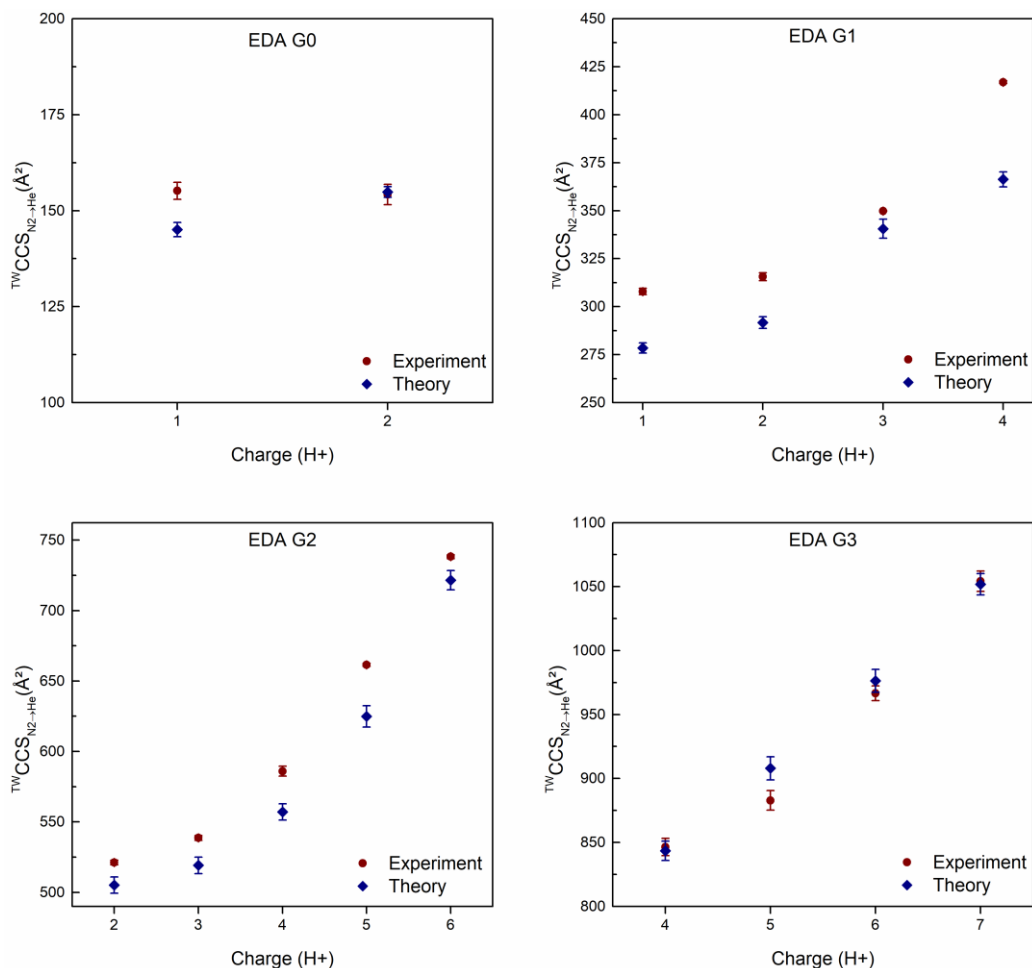 EDA G0
200
175
150
125
100
TWCCSN2→He(Å²)
1
2
Charge (H+)
Experiment
Theory
EDA G1
450
425
400
375
350
325
300
275
250
TWCCSN2→He(Å²)
1
2
3
4
Charge (H+)
Experiment
Theory
EDA G2
750
700
650
600
550
500
TWCCSN2→He(Å²)
2
3
4
5
6
Charge (H+)
Experiment
Theory
EDA G3
1100
1050
1000
950
900
850
800
TWCCSN2→He(Å²)
4
5
6
7
Charge (H+)
Experiment
Theory